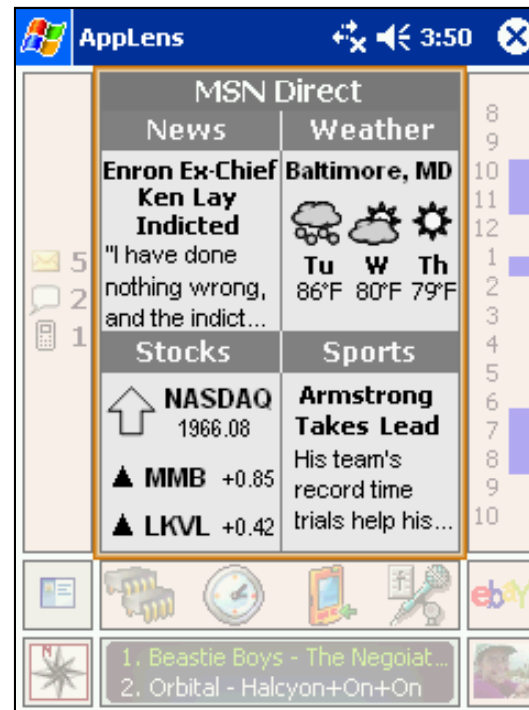 AppLens
3:50
MSN Direct
News
Enron Ex-Chief
Ken Lay
Indicted
"I have done
nothing wrong,
and the indict...
Weather
Baltimore, MD
Tu W Th
86°F 80°F 79°F
Stocks
NASDAQ
1966.08
MMB +0.85
LKVL +0.42
Sports
Armstrong
Takes Lead
His team's
record time
trials help his...
5
2
1
8
9
10
11
12
1
2
3
4
5
6
7
8
9
10
ebay
N
1. Beastie Boys - The Negoiat...
2. Orbital - Halcyon+On+On